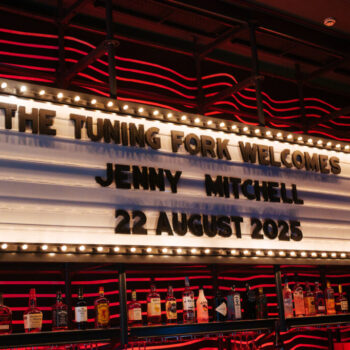 THE TUNING FORK WELCOMES
JENNY MITCHELL
22 AUGUST 2025